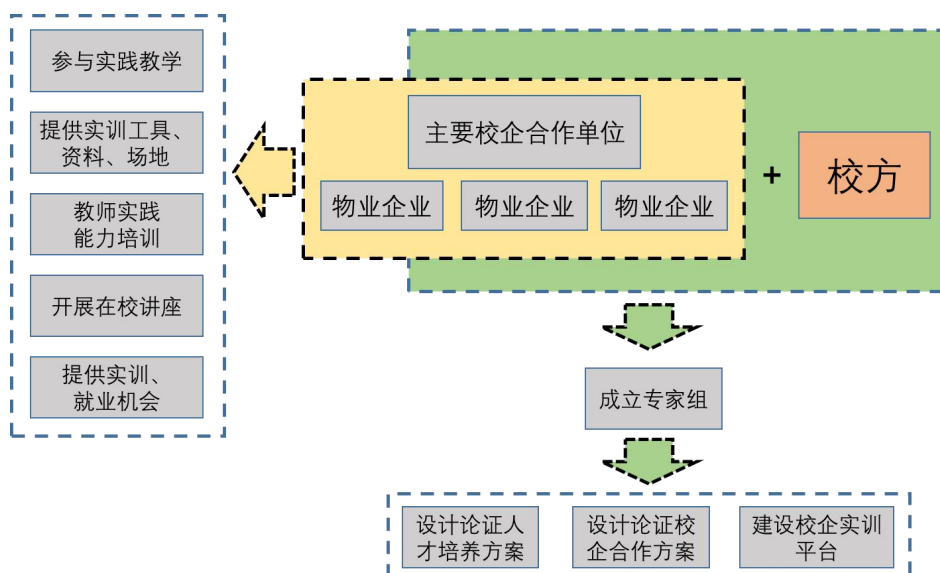 参与实践教学
提供实训工具、
资料、场地
教师实践
能力培训
开展在校讲座
提供实训、
就业机会
主要校企合作单位
物业企业
物业企业
物业企业
+
校方
成立专家组
设计论证人
才培养方案
设计论证校
企合作方案
建设校企实训
平台